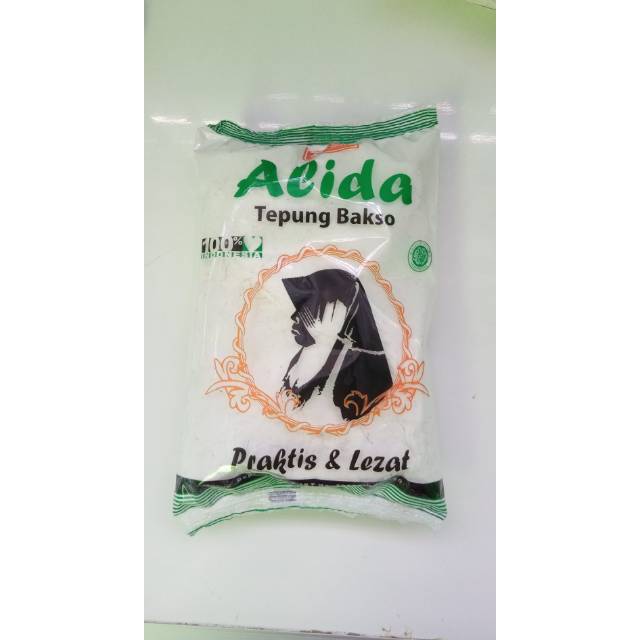 Alida
Tepung Bakso
100%
INDONESIA
Praktis & Lezat